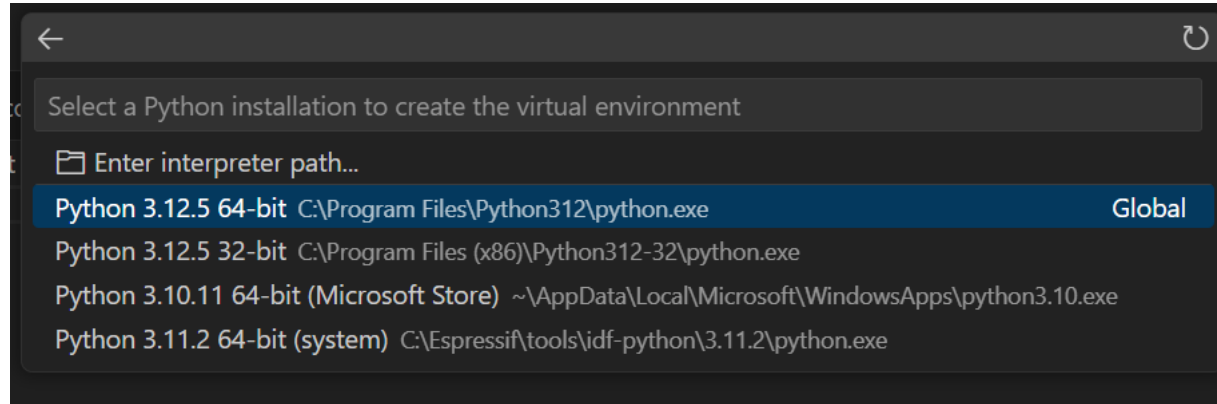 Select a Python installation to create the virtual environment
Enter interpreter path...
Python 3.12.5 64-bit C:\Program Files\Python312\python.exe Global
Python 3.12.5 32-bit C:\Program Files (x86)\Python312-32\python.exe
Python 3.10.11 64-bit (Microsoft Store) ~\AppData\Local\Microsoft\WindowsApps\python3.10.exe
Python 3.11.2 64-bit (system) C:\Espressif\tools\idf-python\3.11.2\python.exe